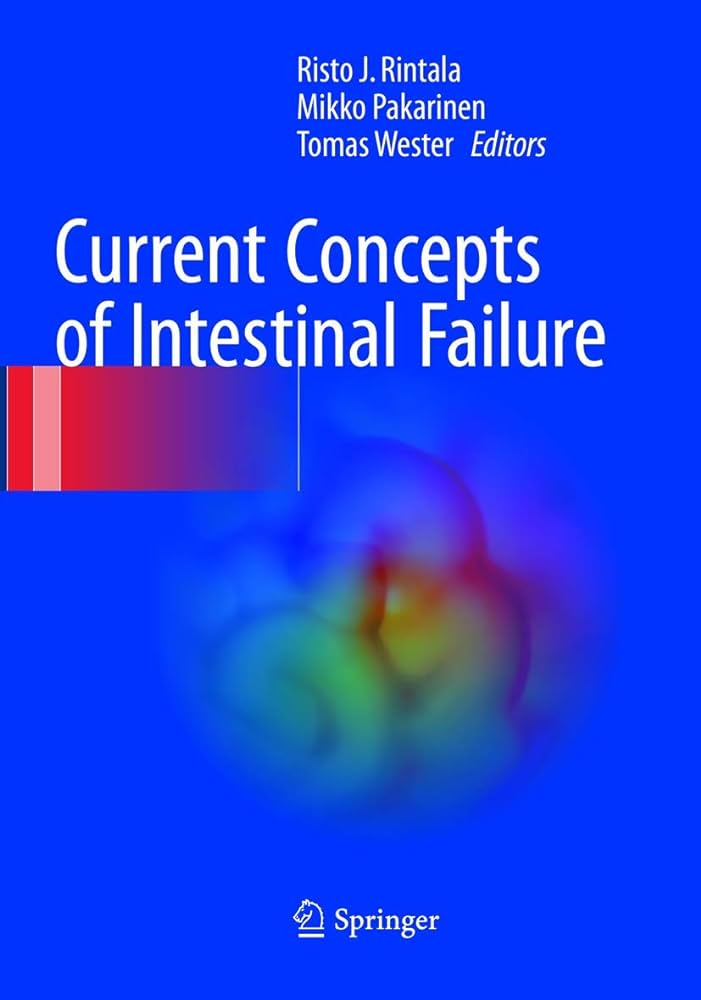 Risto J. Rintala
Mikko Pakarinen
Tomas Wester Editors
Current Concepts
of Intestinal Failure
Springer